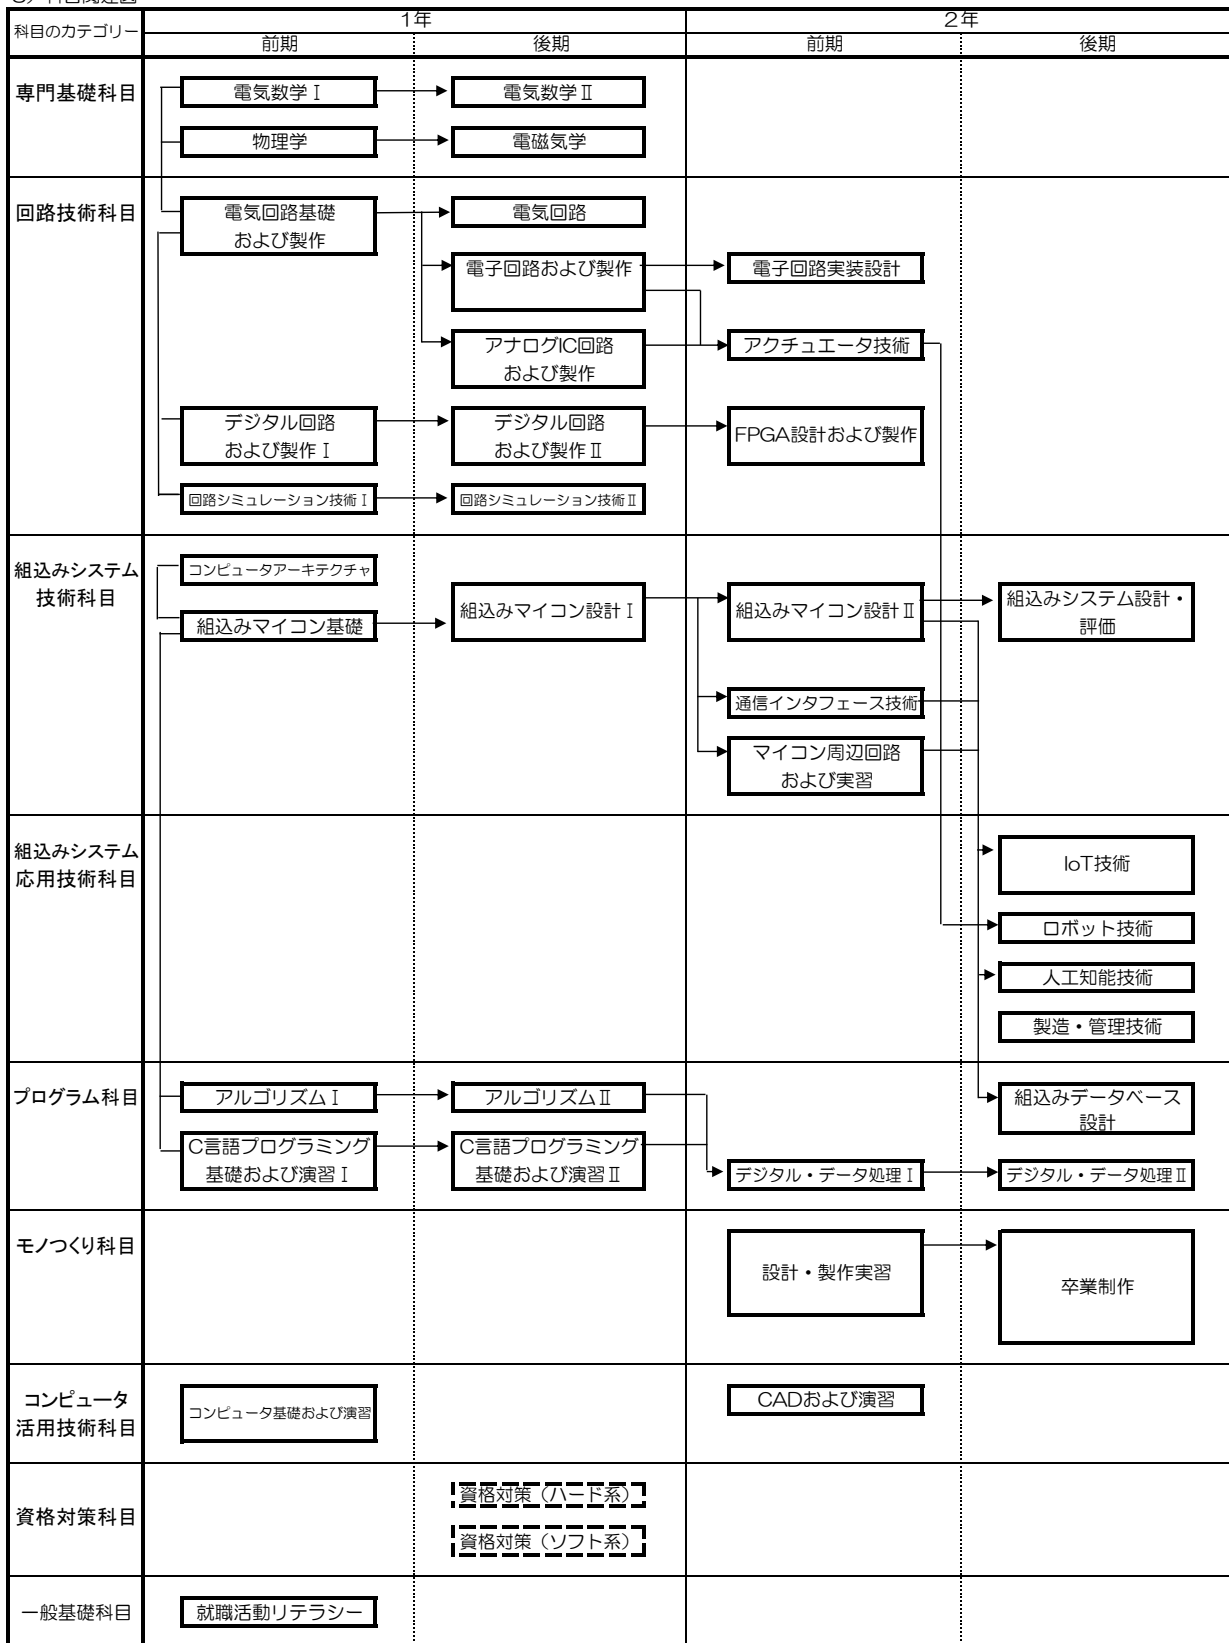 科目のカテゴリー
1年
2年
前期
後期
前期
後期
専門基礎科目
電気数学Ⅰ
電気数学Ⅱ
物理学
電磁気学
回路技術科目
電気回路基礎
および製作
電気回路
電子回路および製作
電子回路実装設計
アナログIC回路
および製作
アクチュエータ技術
デジタル回路
および製作Ⅰ
デジタル回路
および製作Ⅱ
FPGA設計および製作
回路シミュレーション技術Ⅰ
回路シミュレーション技術Ⅱ
組込みシステム
技術科目
コンピュータアーキテクチャ
組込みマイコン基礎
組込みマイコン設計Ⅰ
組込みマイコン設計Ⅱ
組込みシステム設計・
評価
通信インタフェース技術
マイコン周辺回路
および実習
組込みシステム
応用技術科目
IoT技術
ロボット技術
人工知能技術
製造・管理技術
プログラム科目
アルゴリズムⅠ
アルゴリズムⅡ
組込みデータベース
設計
C言語プログラミング
基礎および演習Ⅰ
C言語プログラミング
基礎および演習Ⅱ
デジタル・データ処理Ⅰ
デジタル・データ処理Ⅱ
モノつくり科目
設計・製作実習
卒業制作
コンピュータ
活用技術科目
コンピュータ基礎および演習
CADおよび演習
資格対策科目
資格対策（ハード系）
資格対策（ソフト系）
一般基礎科目
就職活動リテラシー